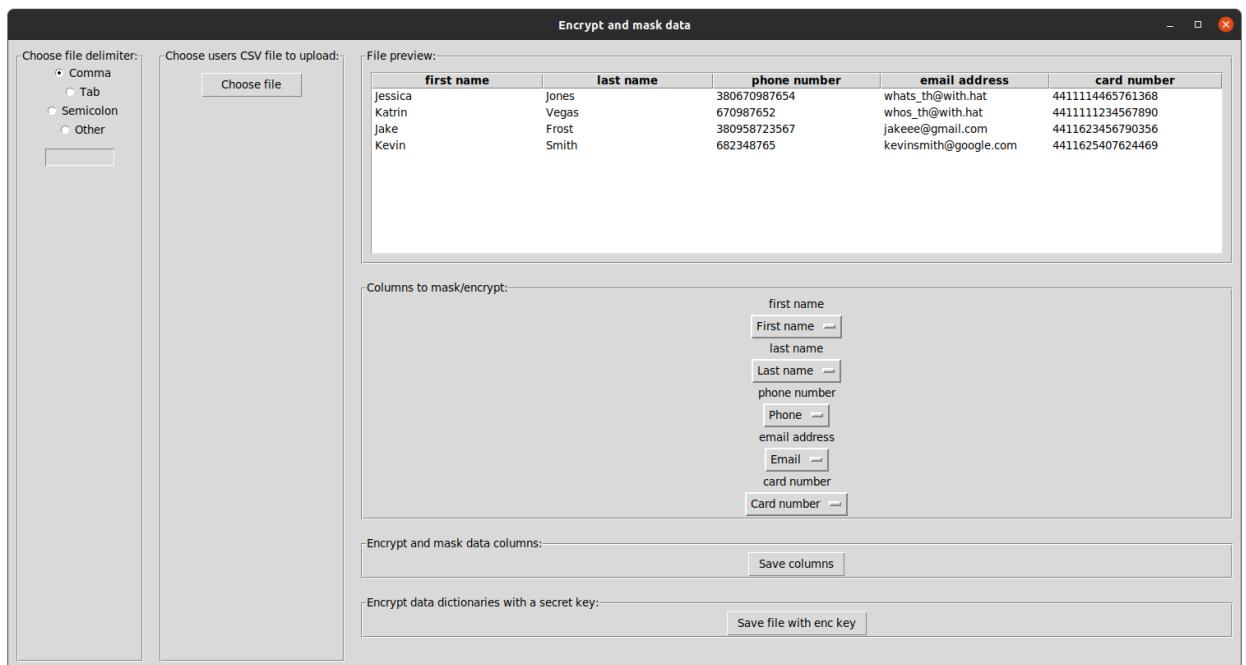 Encrypt and mask data
Choose file delimiter:
Comma
Tab
Semicolon
Other
Choose users CSV file to upload:
Choose file
File preview:
first name last name phone number email address card number
Jessica Jones 380670987654 whats_th@with.hat 4411114465761368
Katrin Vegas 670987652 whos_th@with.hat 4411111234567890
Jake Frost 380958723567 jakeee@gmail.com 4411623456790356
Kevin Smith 682348765 kevinsmith@google.com 4411625407624469
Columns to mask/encrypt:
first name
First name
last name
Last name
phone number
Phone
email address
Email
card number
Card number
Encrypt and mask data columns:
Save columns
Encrypt data dictionaries with a secret key:
Save file with enc key